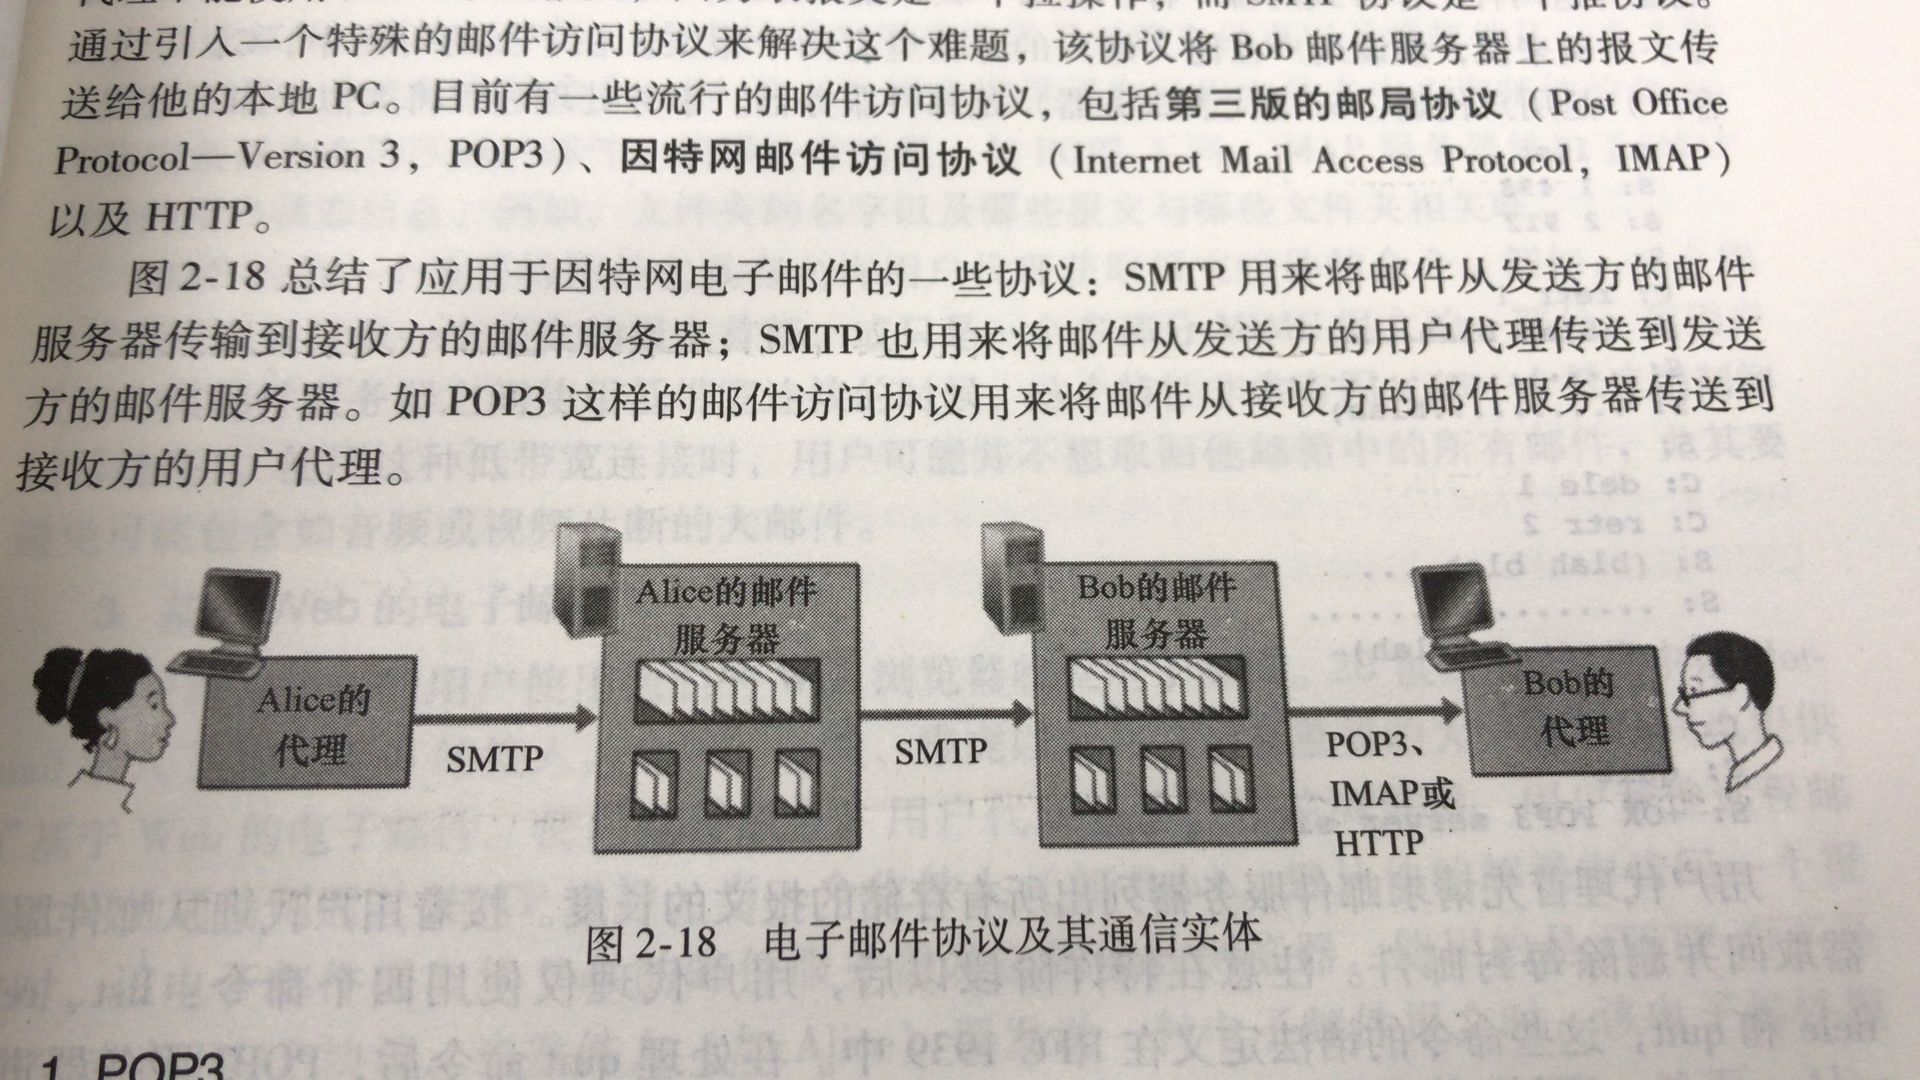 通过引入一个特殊的邮件访问协议来解决这个难题，该协议将 Bob 邮件服务器上的报文传
送给他的本地 PC。目前有一些流行的邮件访问协议，包括第三版的邮局协议（Post Office
Protocol—Version 3，POP3）、因特网邮件访问协议（Internet Mail Access Protocol，IMAP）
以及 HTTP。
图 2-18 总结了应用于因特网电子邮件的一些协议：SMTP 用来将邮件从发送方的邮件
服务器传输到接收方的邮件服务器；SMTP 也用来将邮件从发送方的用户代理传送到发送
方的邮件服务器。如 POP3 这样的邮件访问协议用来将邮件从接收方的邮件服务器传送到
接收方的用户代理。
Alice的邮件
服务器
Bob的邮件
服务器
Alice的
代理
Bob的
代理
SMTP
SMTP
POP3、
IMAP或
HTTP
图 2-18 电子邮件协议及其通信实体
1. POP3